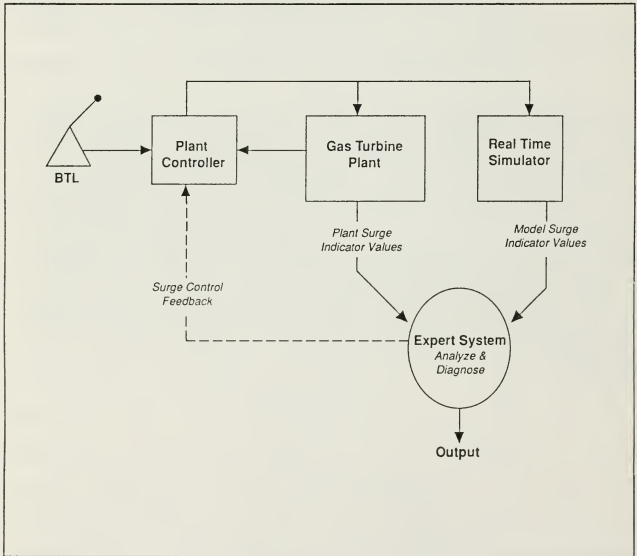 Plant
Controller
Gas Turbine
Plant
Real Time
Simulator
BTL
Plant Surge
Indicator Values
Model Surge
Indicator Values
Surge Control
Feedback
Expert System
Analyze &
Diagnose
Output